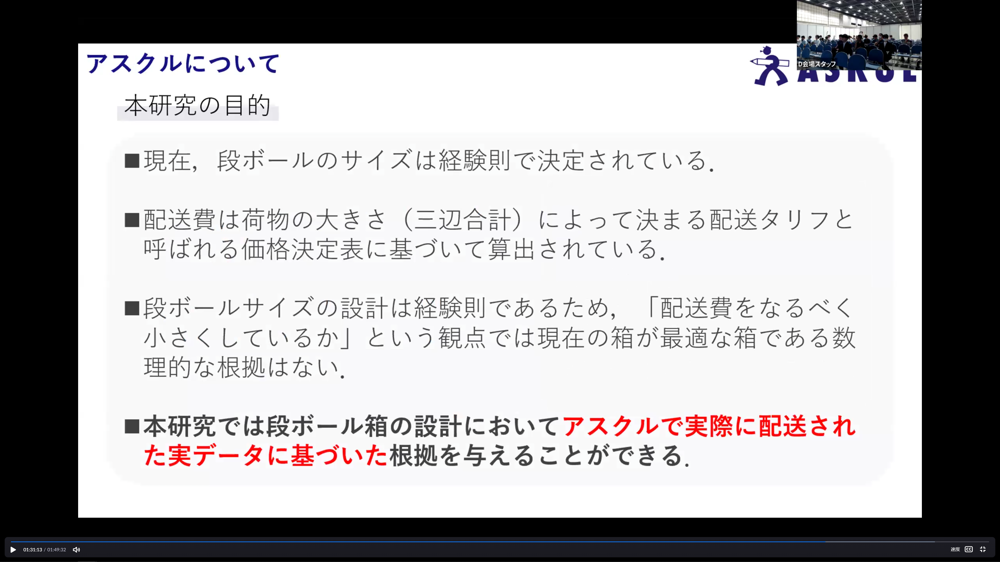 アスクルについて
D会場スタッフ
ASKUL
本研究の目的
■現在，段ボールのサイズは経験則で決定されている．
■配送費は荷物の大きさ（三辺合計）によって決まる配送タリフと
呼ばれる価格決定表に基づいて算出されている．
■段ボールサイズの設計は経験則であるため，「配送費をなるべく
小さくしているか」という観点では現在の箱が最適な箱である数
理的な根拠はない．
■本研究では段ボール箱の設計においてアスクルで実際に配送され
た実データに基づいた根拠を与えることができる．
01:31:13 / 01:49:32
速度
CC